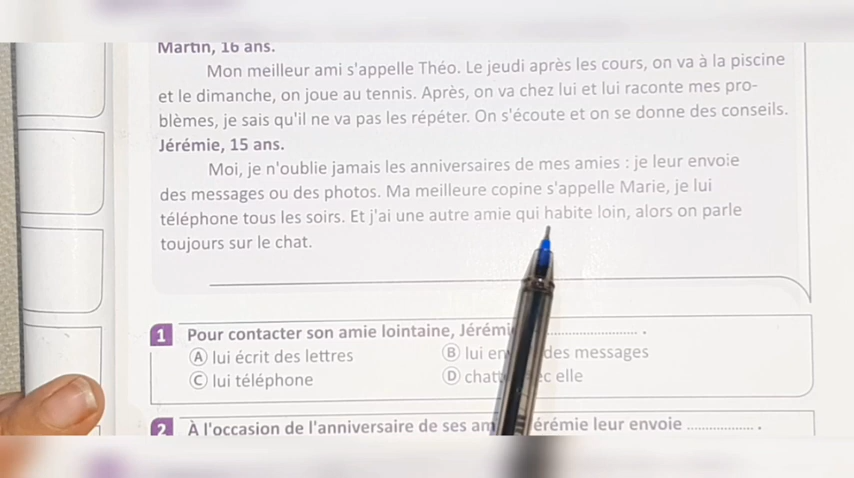 Martin, 16 ans.
Mon meilleur ami s'appelle Théo. Le jeudi après les cours, on va à la piscine
et le dimanche, on joue au tennis. Après, on va chez lui et lui raconte mes pro-
blèmes, je sais qu'il ne va pas les répéter. On s'écoute et on se donne des conseils.
Jérémie, 15 ans.
Moi, je n'oublie jamais les anniversaires de mes amies : je leur envoie
des messages ou des photos. Ma meilleure copine s'appelle Marie, je lui
téléphone tous les soirs. Et j'ai une autre amie qui habite loin, alors on parle
toujours sur le chat.
1 Pour contacter son amie lointaine, .................... .
A lui écrit des lettres
B lui des messages
C lui téléphone
D elle
2 À l'occasion de l'anniversaire de ses leur envoie .................. .